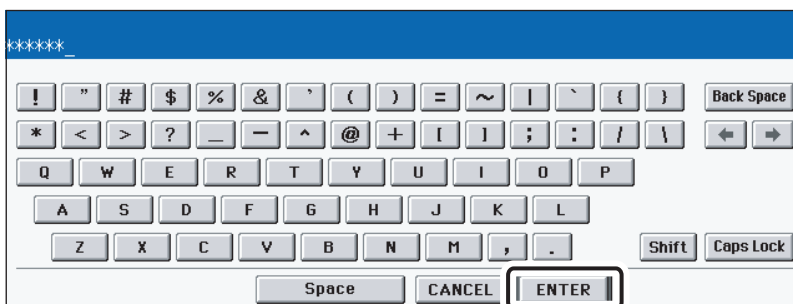 ******_
! " # $ % & ' ( ) = ~ | ` { } Back Space
* < > ? _ - ^ @ + [ ] ; : / \ ← →
Q W E R T Y U I O P
A S D F G H J K L
Z X C V B N M , . Shift Caps Lock
Space CANCEL ENTER